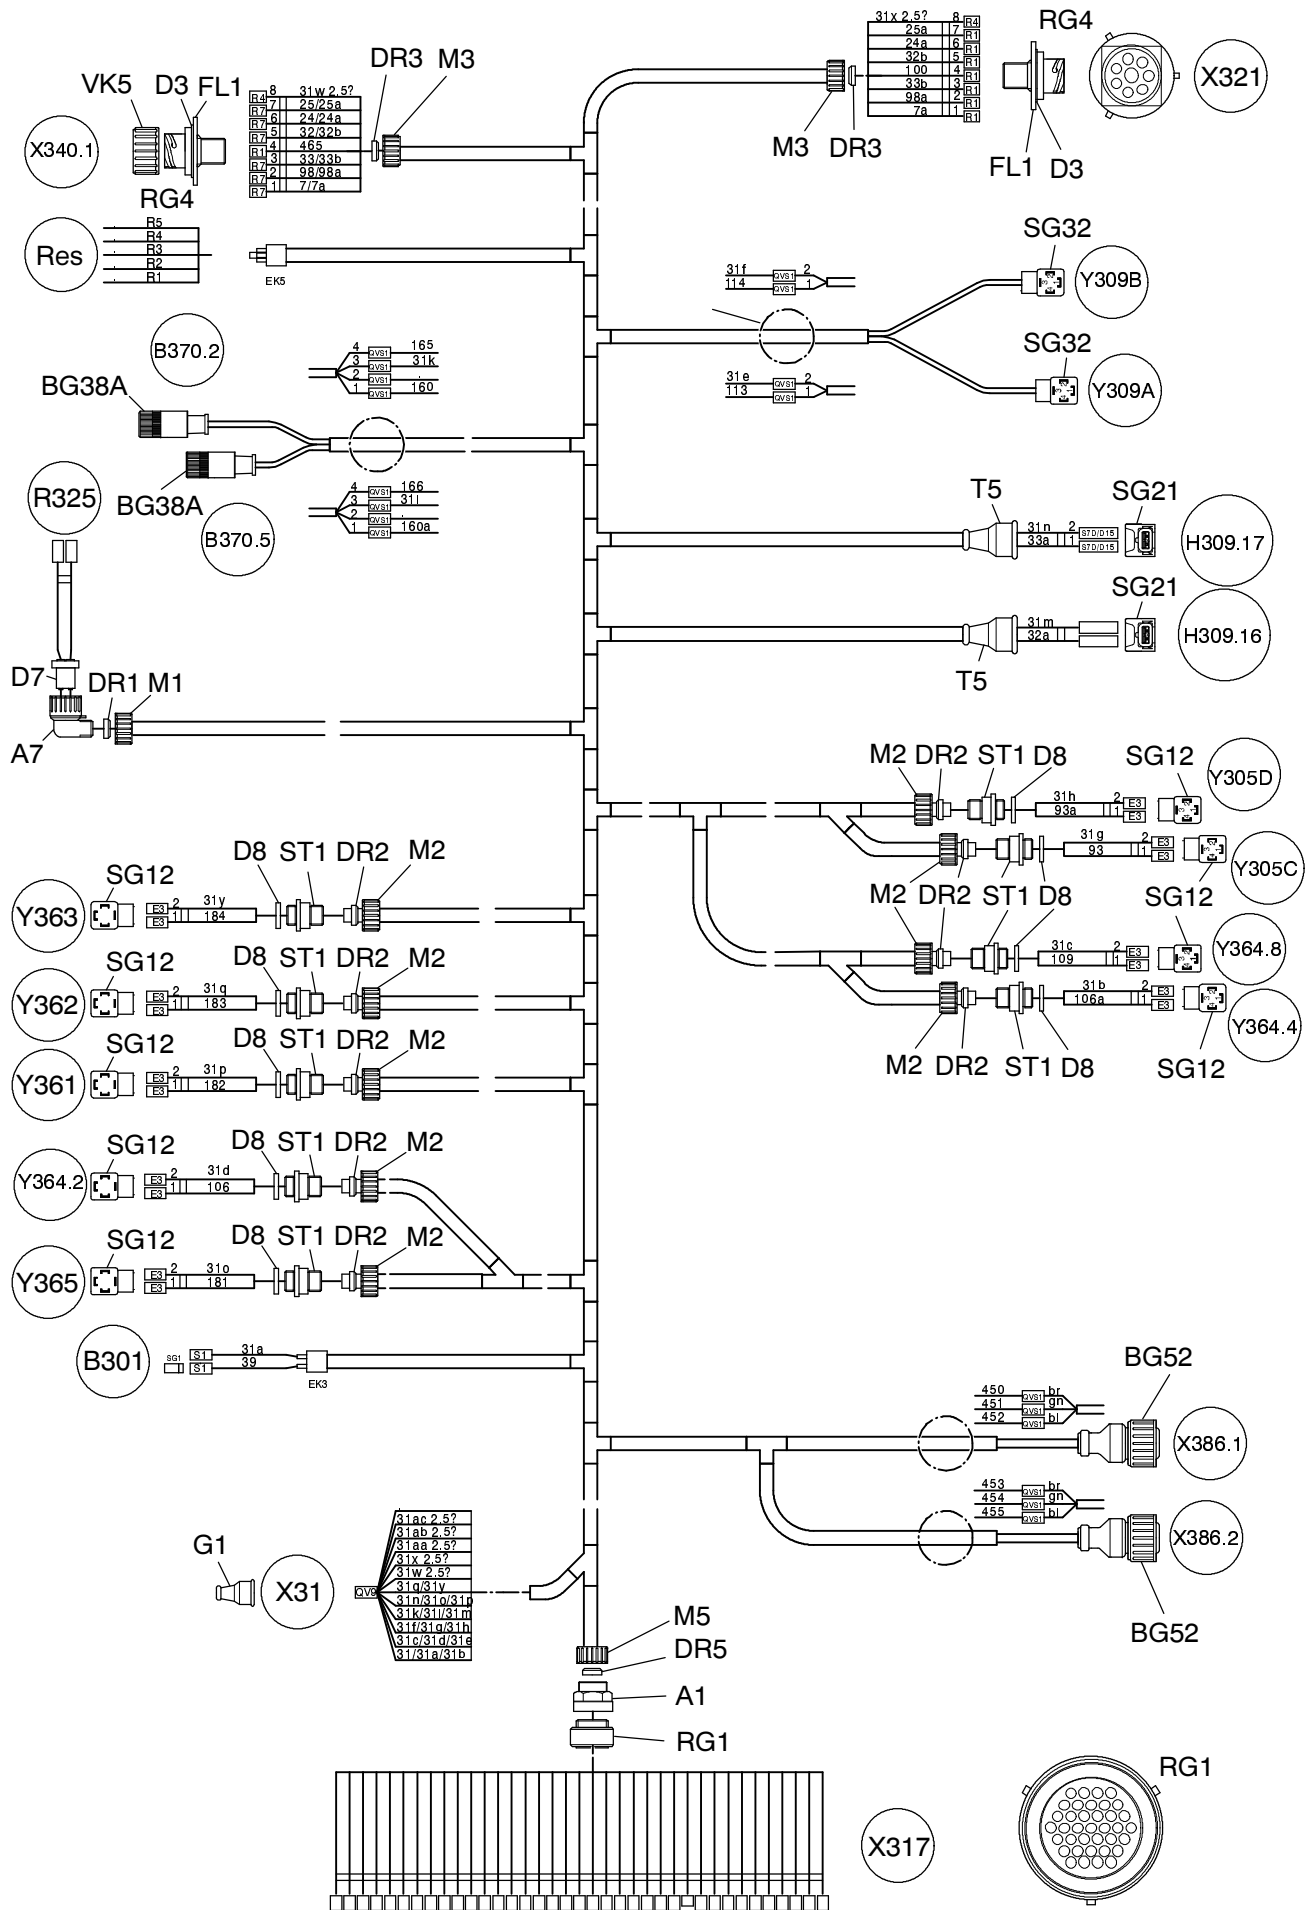 VK5 D3 FL1
DR3 M3
X340.1
RG4
8 31w 2.5? R4
7 25/25a R7
6 24/24a R7
5 32/32b R7
4 465 R1
3 33/33b R7
2 98/98a R7
1 7/7a R7
31x 2.5? 8 R4
25a 7 R1
24a 6 R1
32b 5 R1
100 4 R1
33b 3 R1
98a 2 R1
7a 1 R1
RG4
X321
M3 DR3
FL1 D3
Res
R5
R4
R3
R2
R1
EK5
SG32
31f QVS1 2
114 QVS1 1
Y309B
B370.2
4 QVS1 165
3 QVS1 31k
2 QVS1 .
1 QVS1 160
SG32
31e QVS1 2
113 QVS1 1
Y309A
BG38A
R325
BG38A
B370.5
4 QVS1 166
3 QVS1 31l
2 QVS1 .
1 QVS1 160a
T5
SG21
31n 2 S7D/D15
33a 1 S7D/D15
H309.17
SG21
31m
32a
H309.16
T5
D7 DR1 M1
A7
M2 DR2 ST1 D8 SG12
Y305D
31h 2 E3
93a 1 E3
31g 2 E3
93 1 E3
Y305C
M2 DR2 ST1 D8 SG12
31c 2 E3
109 1 E3
Y364.8
31b 2 E3
106a 1 E3
Y364.4
M2 DR2 ST1 D8 SG12
Y363
SG12 D8 ST1 DR2 M2
E3 2 31y
E3 1 184
Y362
SG12 D8 ST1 DR2 M2
E3 2 31q
E3 1 183
Y361
SG12 D8 ST1 DR2 M2
E3 2 31p
E3 1 182
Y364.2
SG12 D8 ST1 DR2 M2
E3 2 31d
E3 1 106
Y365
SG12 D8 ST1 DR2 M2
E3 2 31o
E3 1 181
B301
SG1
S1 31a
S1 39
EK3
BG52
450 QVS1 br
451 QVS1 gn
452 QVS1 bl
X386.1
453 QVS1 br
454 QVS1 gn
455 QVS1 bl
X386.2
BG52
G1
X31
QV9
31ac 2.5?
31ab 2.5?
31aa 2.5?
31x 2.5?
31w 2.5?
31q/31y
31n/31o/31p
31k/31l/31m
31f/31g/31h
31c/31d/31e
31/31a/31b
M5
DR5
A1
RG1
X317
RG1